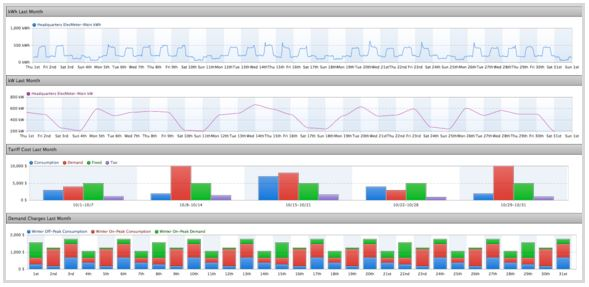 kWh Last Month
Headquarters ElecMeter-Main kWh
1,000 kWh
500 kWh
0 kWh
Thu 1st Fri 2nd Sat 3rd Sun 4th Mon 5th Tue 6th Wed 7th Thu 8th Fri 9th Sat 10th Sun 11th Mon 12th Tue 13th Wed 14th Thu 15th Fri 16th Sat 17th Sun 18th Mon 19th Tue 20th Wed 21st Thu 22nd Fri 23rd Sat 24th Sun 25th Mon 26th Tue 27th Wed 28th Thu 29th Fri 30th Sat 31st Sun 1st
kW Last Month
Headquarters ElecMeter-Main kW
800 kW
600 kW
400 kW
200 kW
Thu 1st Fri 2nd Sat 3rd Sun 4th Mon 5th Tue 6th Wed 7th Thu 8th Fri 9th Sat 10th Sun 11th Mon 12th Tue 13th Wed 14th Thu 15th Fri 16th Sat 17th Sun 18th Mon 19th Tue 20th Wed 21st Thu 22nd Fri 23rd Sat 24th Sun 25th Mon 26th Tue 27th Wed 28th Thu 29th Fri 30th Sat 31st Sun 1st
Tariff Cost Last Month
Consumption Demand Fixed Tax
10,000 $
5,000 $
0 $
10/1-10/7 10/8-10/14 10/15-10/21 10/22-10/28 10/29-10/31
Demand Charges Last Month
Winter Off-Peak Consumption Winter On-Peak Consumption Winter On-Peak Demand
2,000 $
1,000 $
0 $
1st 2nd 3rd 4th 5th 6th 7th 8th 9th 10th 11th 12th 13th 14th 15th 16th 17th 18th 19th 20th 21st 22nd 23rd 24th 25th 26th 27th 28th 29th 30th 31st